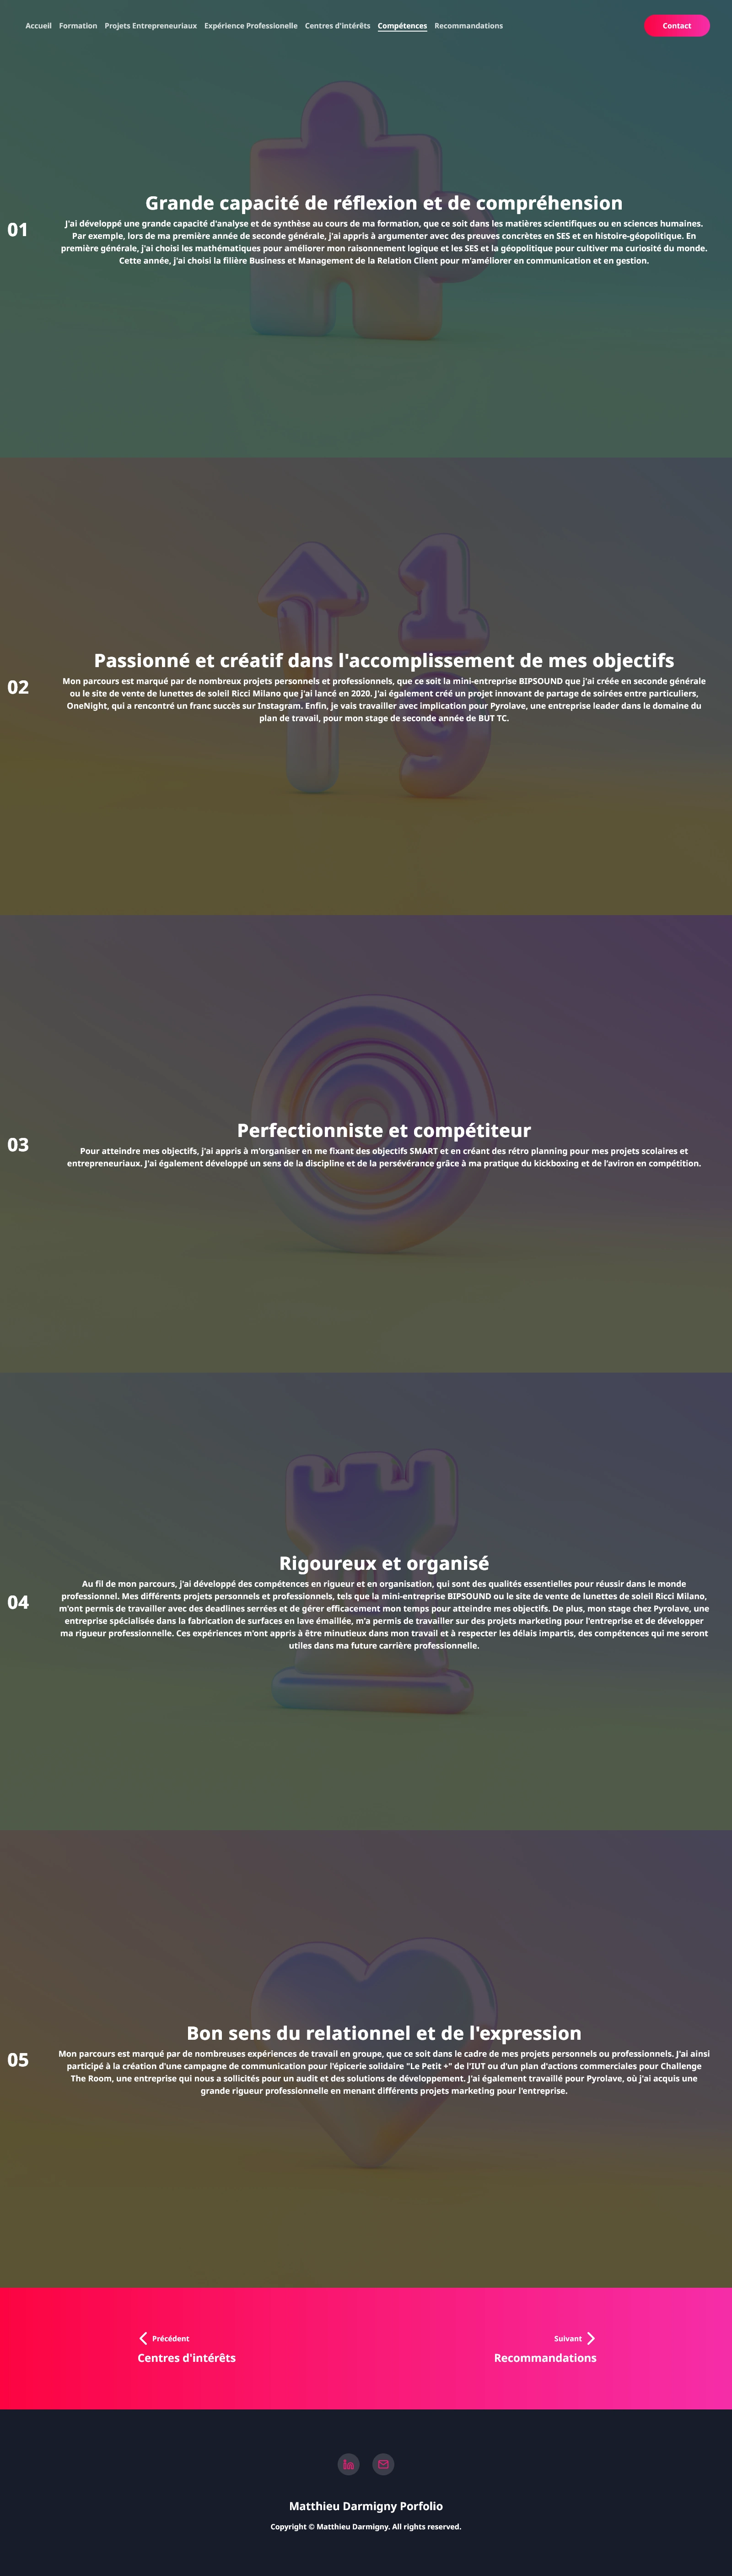 Accueil Formation Projets Entrepreneuriaux Expérience Professionelle Centres d'intérêts Compétences Recommandations Contact
01
Grande capacité de réflexion et de compréhension
J'ai développé une grande capacité d'analyse et de synthèse au cours de ma formation, que ce soit dans les matières scientifiques ou en sciences humaines.
Par exemple, lors de ma première année de seconde générale, j'ai appris à argumenter avec des preuves concrètes en SES et en histoire-géopolitique. En
première générale, j'ai choisi les mathématiques pour améliorer mon raisonnement logique et les SES et la géopolitique pour cultiver ma curiosité du monde.
Cette année, j'ai choisi la filière Business et Management de la Relation Client pour m'améliorer en communication et en gestion.
02
Passionné et créatif dans l'accomplissement de mes objectifs
Mon parcours est marqué par de nombreux projets personnels et professionnels, que ce soit la mini-entreprise BIPSOUND que j'ai créée en seconde générale
ou le site de vente de lunettes de soleil Ricci Milano que j'ai lancé en 2020. J'ai également créé un projet innovant de partage de soirées entre particuliers,
OneNight, qui a rencontré un franc succès sur Instagram. Enfin, je vais travailler avec implication pour Pyrolave, une entreprise leader dans le domaine du
plan de travail, pour mon stage de seconde année de BUT TC.
03
Perfectionniste et compétiteur
Pour atteindre mes objectifs, j'ai appris à m'organiser en me fixant des objectifs SMART et en créant des rétro planning pour mes projets scolaires et
entrepreneuriaux. J'ai également développé un sens de la discipline et de la persévérance grâce à ma pratique du kickboxing et de l'aviron en compétition.
04
Rigoureux et organisé
Au fil de mon parcours, j'ai développé des compétences en rigueur et en organisation, qui sont des qualités essentielles pour réussir dans le monde
professionnel. Mes différents projets personnels et professionnels, tels que la mini-entreprise BIPSOUND ou le site de vente de lunettes de soleil Ricci Milano,
m'ont permis de travailler avec des deadlines serrées et de gérer efficacement mon temps pour atteindre mes objectifs. De plus, mon stage chez Pyrolave, une
entreprise spécialisée dans la fabrication de surfaces en lave émaillée, m'a permis de travailler sur des projets marketing pour l'entreprise et de développer
ma rigueur professionnelle. Ces expériences m'ont appris à être minutieux dans mon travail et à respecter les délais impartis, des compétences qui me seront
utiles dans ma future carrière professionnelle.
05
Bon sens du relationnel et de l'expression
Mon parcours est marqué par de nombreuses expériences de travail en groupe, que ce soit dans le cadre de mes projets personnels ou professionnels. J'ai ainsi
participé à la création d'une campagne de communication pour l'épicerie solidaire "Le Petit +" de l'IUT ou d'un plan d'actions commerciales pour Challenge
The Room, une entreprise qui nous a sollicités pour un audit et des solutions de développement. J'ai également travaillé pour Pyrolave, où j'ai acquis une
grande rigueur professionnelle en menant différents projets marketing pour l'entreprise.
Précédent
Centres d'intérêts
Suivant
Recommandations
Matthieu Darmigny Porfolio
Copyright © Matthieu Darmigny. All rights reserved.